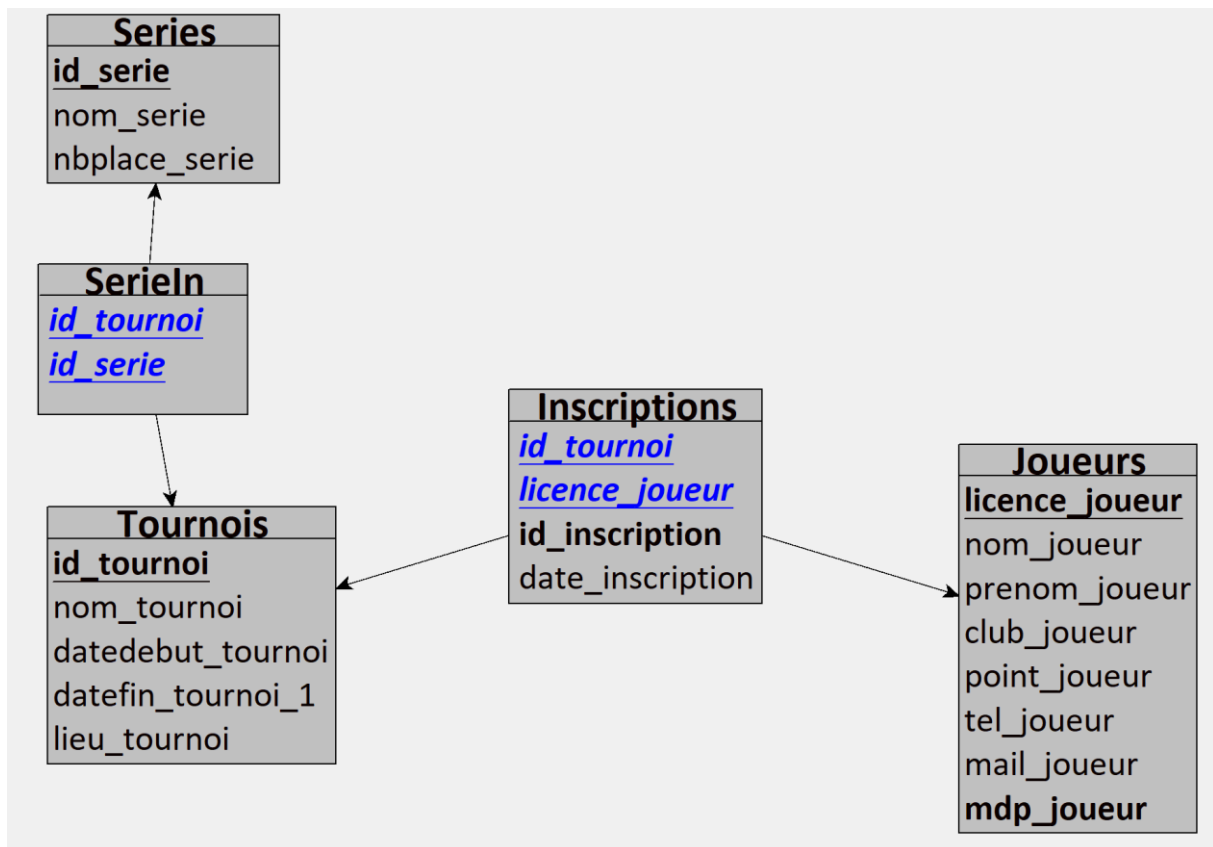 Series
id_serie
nom_serie
nbplace_serie
SerieIn
id_tournoi
id_serie
Tournois
id_tournoi
nom_tournoi
datedebut_tournoi
datefin_tournoi_1
lieu_tournoi
Inscriptions
id_tournoi
licence_joueur
id_inscription
date_inscription
Joueurs
licence_joueur
nom_joueur
prenom_joueur
club_joueur
point_joueur
tel_joueur
mail_joueur
mdp_joueur